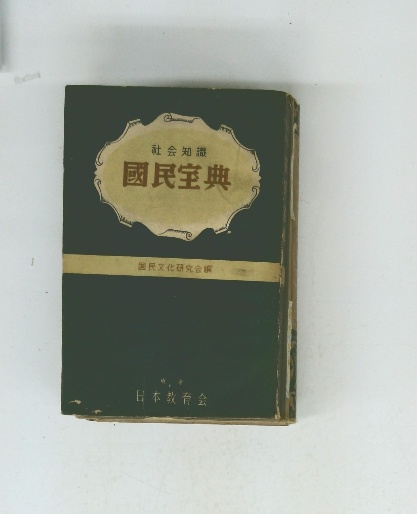 社会知識
國民宝典
国民文化研究会編
日本教育会